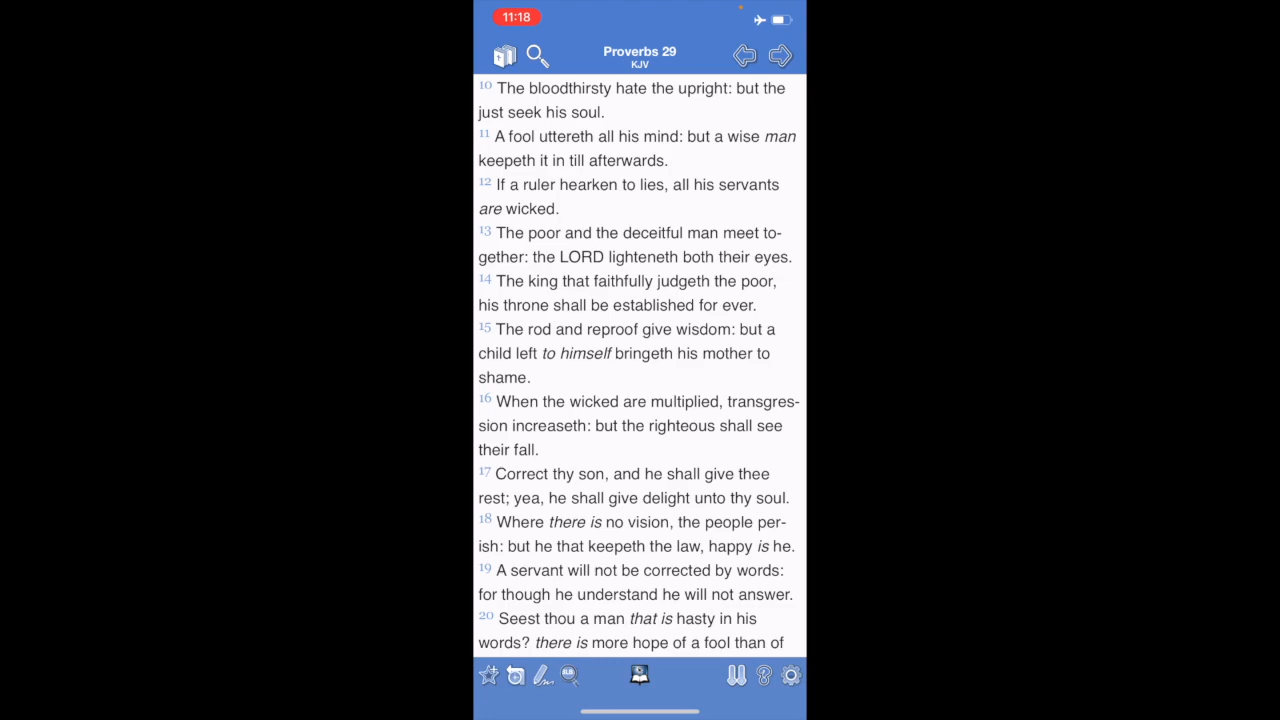 11:18
Proverbs 29
KJV
10 The bloodthirsty hate the upright: but the
just seek his soul.
11 A fool uttereth all his mind: but a wise man
keepeth it in till afterwards.
12 If a ruler hearken to lies, all his servants
are wicked.
13 The poor and the deceitful man meet to-
gether: the LORD lighteneth both their eyes.
14 The king that faithfully judgeth the poor,
his throne shall be established for ever.
15 The rod and reproof give wisdom: but a
child left to himself bringeth his mother to
shame.
16 When the wicked are multiplied, transgres-
sion increaseth: but the righteous shall see
their fall.
17 Correct thy son, and he shall give thee
rest; yea, he shall give delight unto thy soul.
18 Where there is no vision, the people per-
ish: but he that keepeth the law, happy is he.
19 A servant will not be corrected by words:
for though he understand he will not answer.
20 Seest thou a man that is hasty in his
words? there is more hope of a fool than of